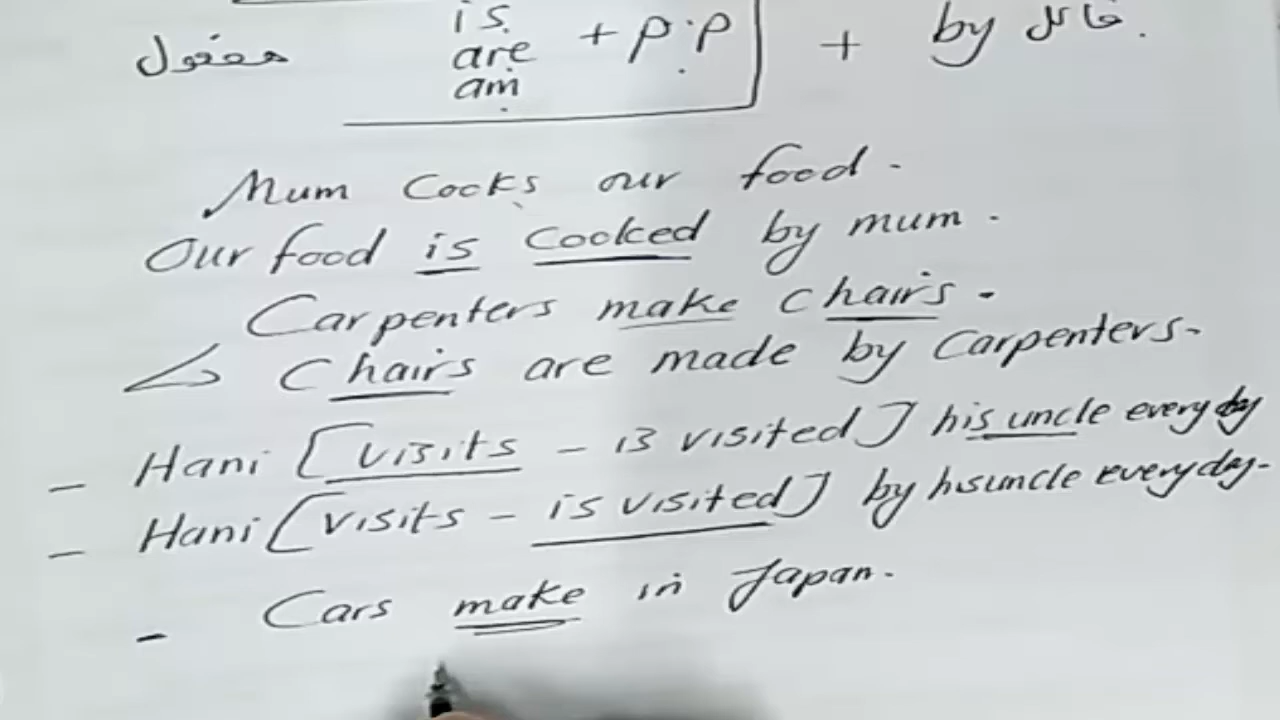 is
مفعول are + p.p + by فاعل.
am
Mum Cooks our food.
Our food is Cooked by mum.
Carpenters make chairs.
Chairs are made by Carpenters.
- Hani [visits - is visited] his uncle every day
- Hani [visits - is visited] by his uncle every day.
- Cars make in Japan.